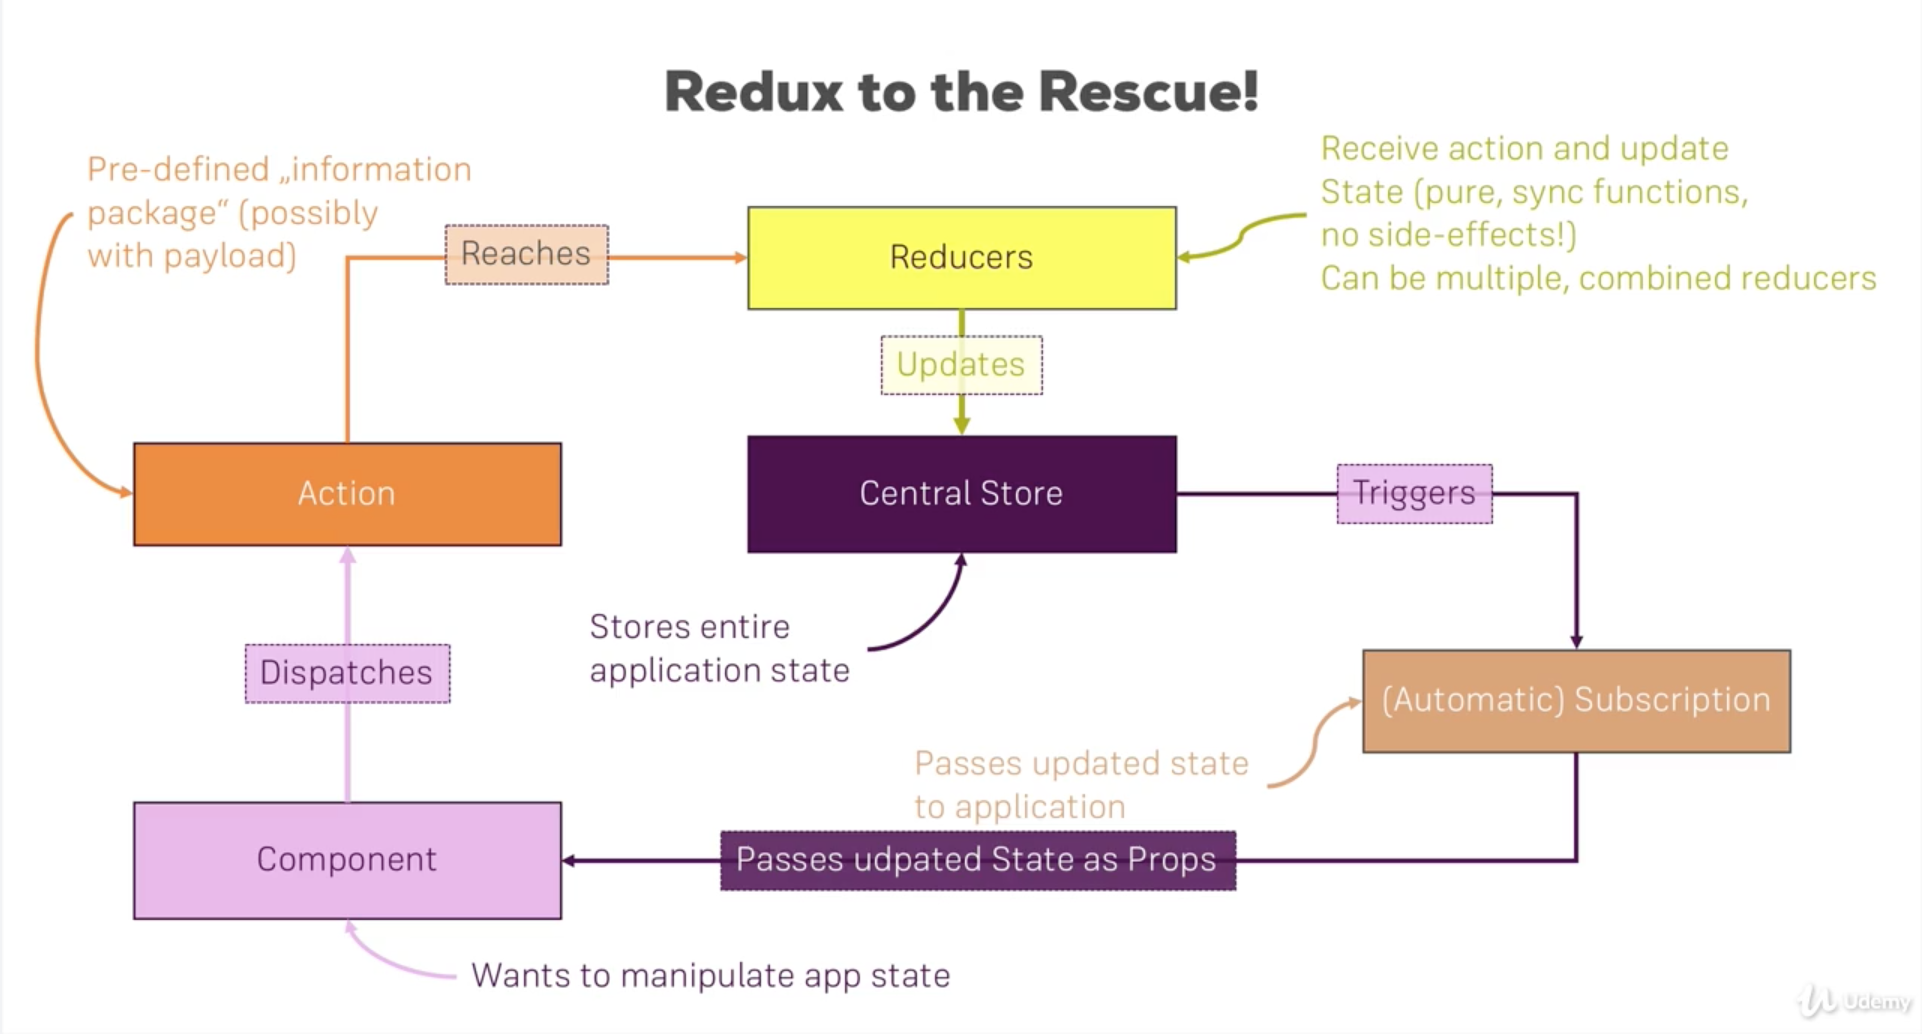 Redux to the Rescue!
Pre-defined „information
package“ (possibly
with payload)
Reaches
Reducers
Receive action and update
State (pure, sync functions,
no side-effects!)
Can be multiple, combined reducers
Updates
Action
Central Store
Triggers
Stores entire
application state
Dispatches
(Automatic) Subscription
Passes updated state
to application
Component
Passes udpated State as Props
Wants to manipulate app state
Udemy